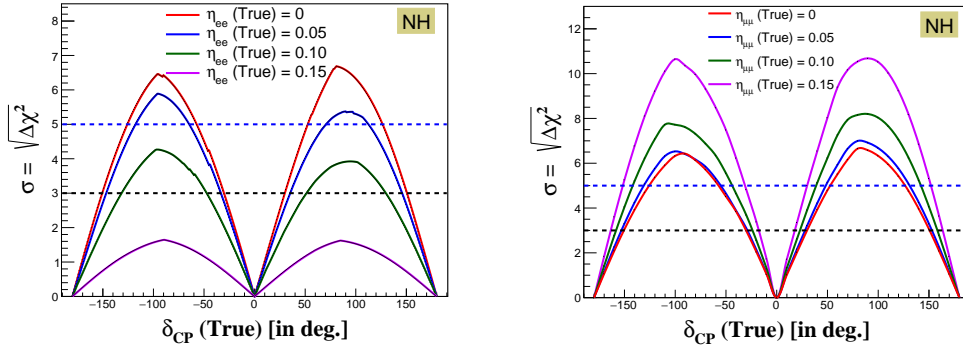 η_ee (True) = 0
η_ee (True) = 0.05
η_ee (True) = 0.10
η_ee (True) = 0.15
NH
σ = √Δχ²
8
7
6
5
4
3
2
1
0
−150 −100 −50 0 50 100 150
δ_CP (True) [in deg.]
η_μμ (True) = 0
η_μμ (True) = 0.05
η_μμ (True) = 0.10
η_μμ (True) = 0.15
NH
σ = √Δχ²
12
10
8
6
4
2
0
−150 −100 −50 0 50 100 150
δ_CP (True) [in deg.]